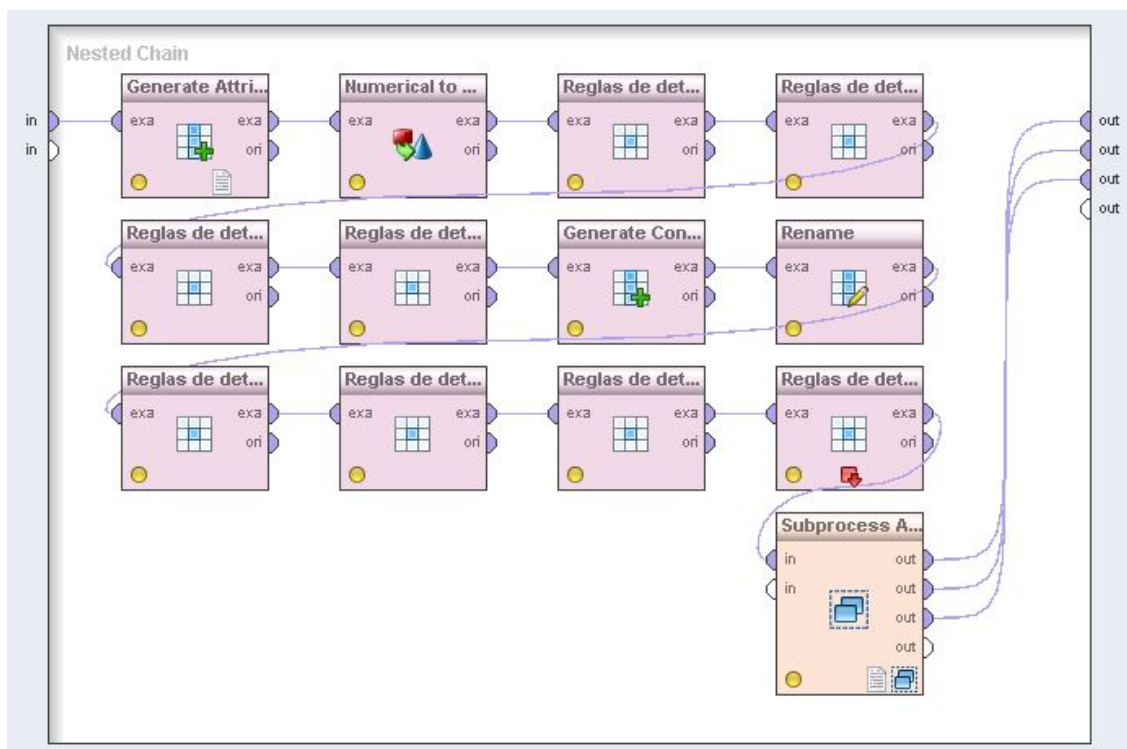 Nested Chain
Generate Attri...
Numerical to ...
Reglas de det...
Reglas de det...
in
exa
exa
exa
exa
exa
exa
exa
exa
out
in
ori
ori
ori
ori
out
out
out
Reglas de det...
Reglas de det...
Generate Con...
Rename
exa
exa
exa
exa
exa
exa
exa
exa
ori
ori
ori
ori
Reglas de det...
Reglas de det...
Reglas de det...
Reglas de det...
exa
exa
exa
exa
exa
exa
exa
exa
ori
ori
ori
ori
Subprocess A...
in
out
in
out
out
out